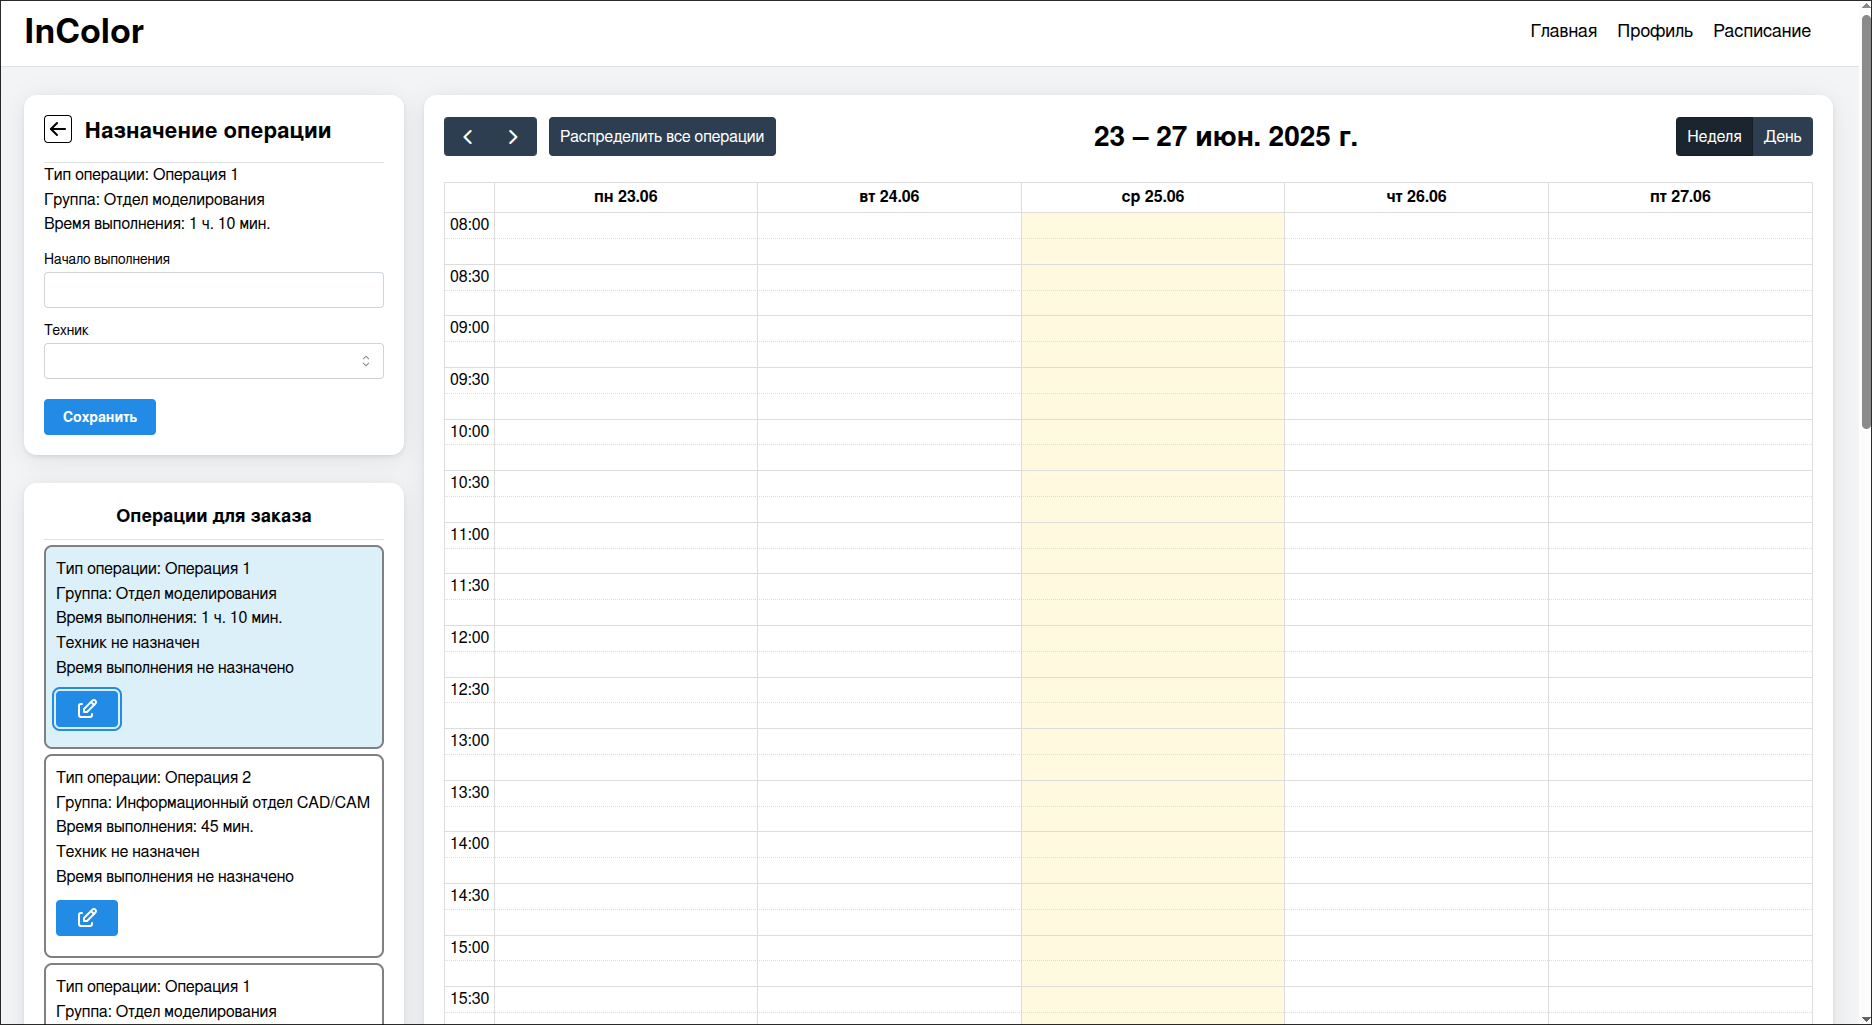 InColor
Главная Профиль Расписание
Назначение операции
Тип операции: Операция 1
Группа: Отдел моделирования
Время выполнения: 1 ч. 10 мин.
Начало выполнения
Техник
Сохранить
Операции для заказа
Тип операции: Операция 1
Группа: Отдел моделирования
Время выполнения: 1 ч. 10 мин.
Техник не назначен
Время выполнения не назначено
Тип операции: Операция 2
Группа: Информационный отдел CAD/CAM
Время выполнения: 45 мин.
Техник не назначен
Время выполнения не назначено
Тип операции: Операция 1
Группа: Отдел моделирования
Распределить все операции
23 – 27 июн. 2025 г.
Неделя День
пн 23.06 вт 24.06 ср 25.06 чт 26.06 пт 27.06
08:00
08:30
09:00
09:30
10:00
10:30
11:00
11:30
12:00
12:30
13:00
13:30
14:00
14:30
15:00
15:30